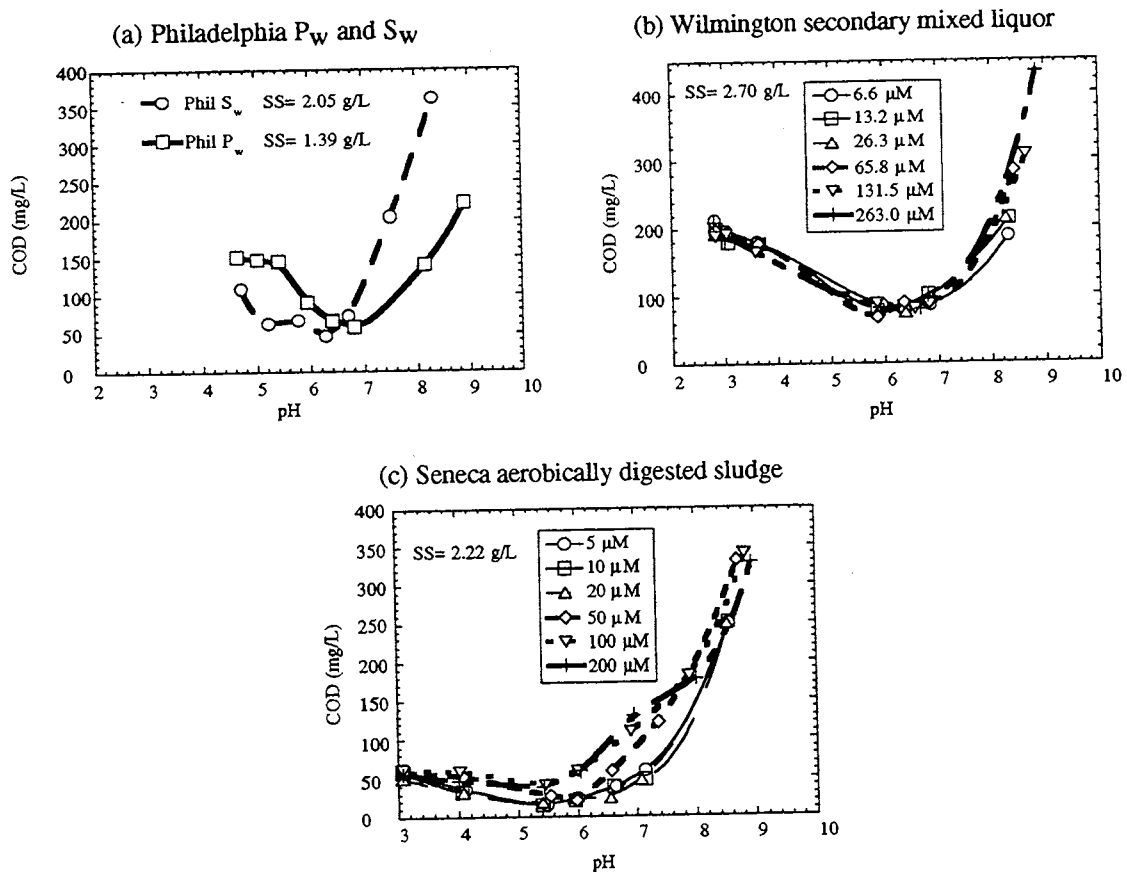 (a) Philadelphia PW and SW
COD (mg/L)
400
350
300
250
200
150
100
50
0
Phil Sw SS= 2.05 g/L
Phil Pw SS= 1.39 g/L
2 3 4 5 6 7 8 9 10
pH
(b) Wilmington secondary mixed liquor
COD (mg/L)
400
300
200
100
0
SS= 2.70 g/L
6.6 µM
13.2 µM
26.3 µM
65.8 µM
131.5 µM
263.0 µM
2 3 4 5 6 7 8 9 10
pH
(c) Seneca aerobically digested sludge
COD (mg/L)
400
350
300
250
200
150
100
50
0
SS= 2.22 g/L
5 µM
10 µM
20 µM
50 µM
100 µM
200 µM
3 4 5 6 7 8 9 10
pH